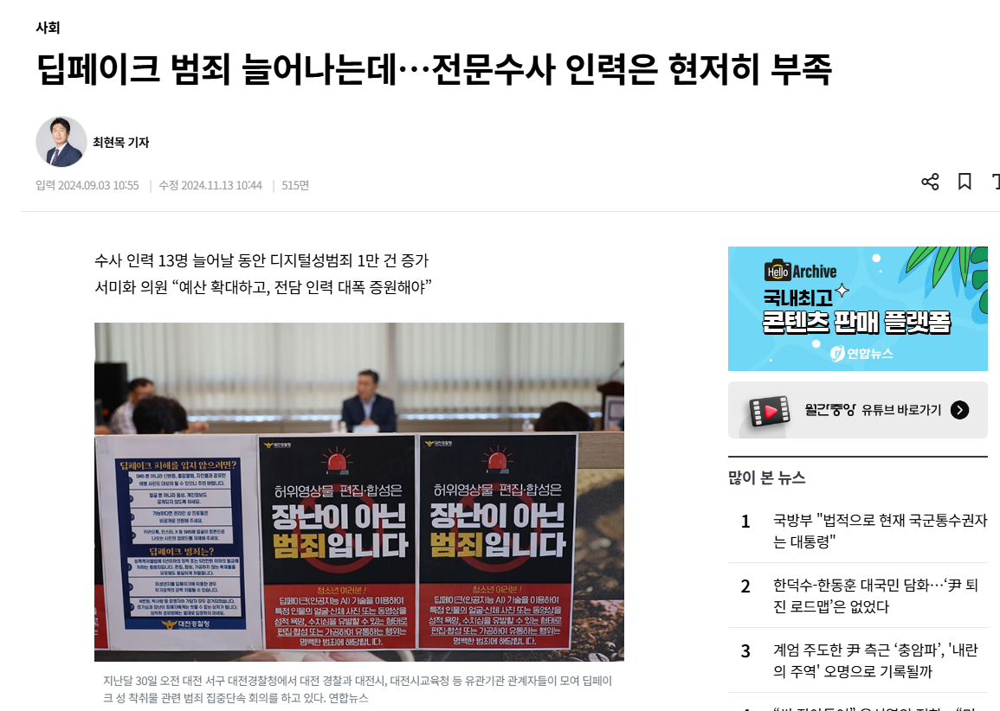 사회
딥페이크 범죄 늘어나는데…전문수사 인력은 현저히 부족
최현목 기자
입력 2024.09.03 10:55 | 수정 2024.11.13 10:44 | 515면
수사 인력 13명 늘어날 동안 디지털성범죄 1만 건 증가
서미화 의원 “예산 확대하고, 전담 인력 대폭 증원해야”
딥페이크 피해를 입지 않으려면?
딥페이크 범죄는?
대전경찰청
대전경찰청
허위영상물 편집·합성은
장난이 아닌
범죄입니다
청소년 여러분!
딥페이크(인공지능 AI) 기술을 이용하여
특정 인물의 얼굴·신체 사진 또는 동영상을
성적 욕망, 수치심을 유발할 수 있는 형태로
편집·합성 또는 가공하여 유통하는 행위는
명백한 범죄에 해당합니다.
대전경찰청
허위영상물 편집·합성은
장난이 아닌
범죄입니다
청소년 여러분!
딥페이크(인공지능 AI) 기술을 이용하여
특정 인물의 얼굴·신체 사진 또는 동영상을
성적 욕망, 수치심을 유발할 수 있는 형태로
편집·합성 또는 가공하여 유통하는 행위는
명백한 범죄에 해당합니다.
지난달 30일 오전 대전 서구 대전경찰청에서 대전 경찰과 대전시, 대전시교육청 등 유관기관 관계자들이 모여 딥페이
크 성 착취물 관련 범죄 집중단속 회의를 하고 있다. 연합뉴스
Hello Archive
국내최고
콘텐츠 판매 플랫폼
연합뉴스
월간중앙 유튜브 바로가기
많이 본 뉴스
1 국방부 "법적으로 현재 국군통수권자
는 대통령"
2 한덕수-한동훈 대국민 담화…‘尹 퇴
진 로드맵’은 없었다
3 계엄 주도한 尹 측근 ‘충암파’, '내란
의 주역' 오명으로 기록될까